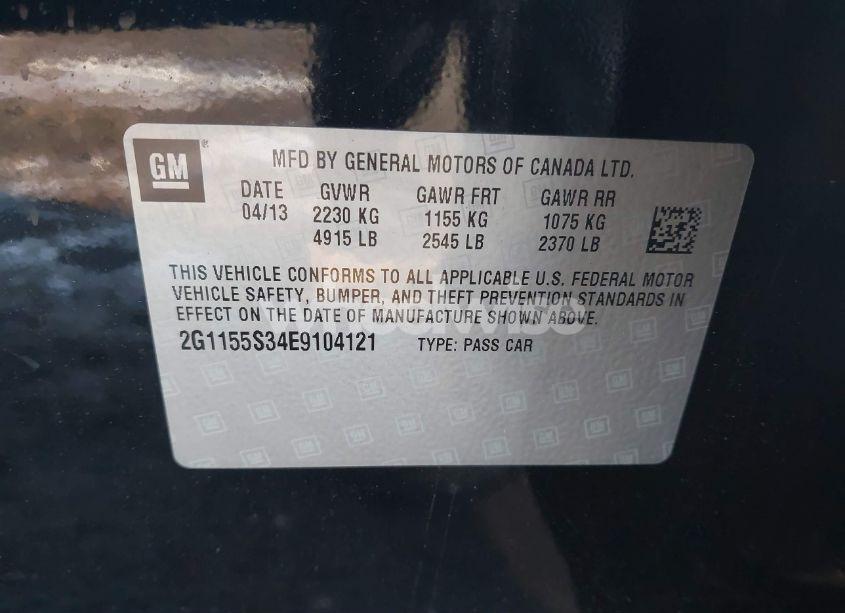 GM
MFD BY GENERAL MOTORS OF CANADA LTD.
DATE GVWR GAWR FRT GAWR RR
04/13 2230 KG 1155 KG 1075 KG
4915 LB 2545 LB 2370 LB
THIS VEHICLE CONFORMS TO ALL APPLICABLE U.S. FEDERAL MOTOR
VEHICLE SAFETY, BUMPER, AND THEFT PREVENTION STANDARDS IN
EFFECT ON THE DATE OF MANUFACTURE SHOWN ABOVE.
2G1155S34E9104121 TYPE: PASS CAR